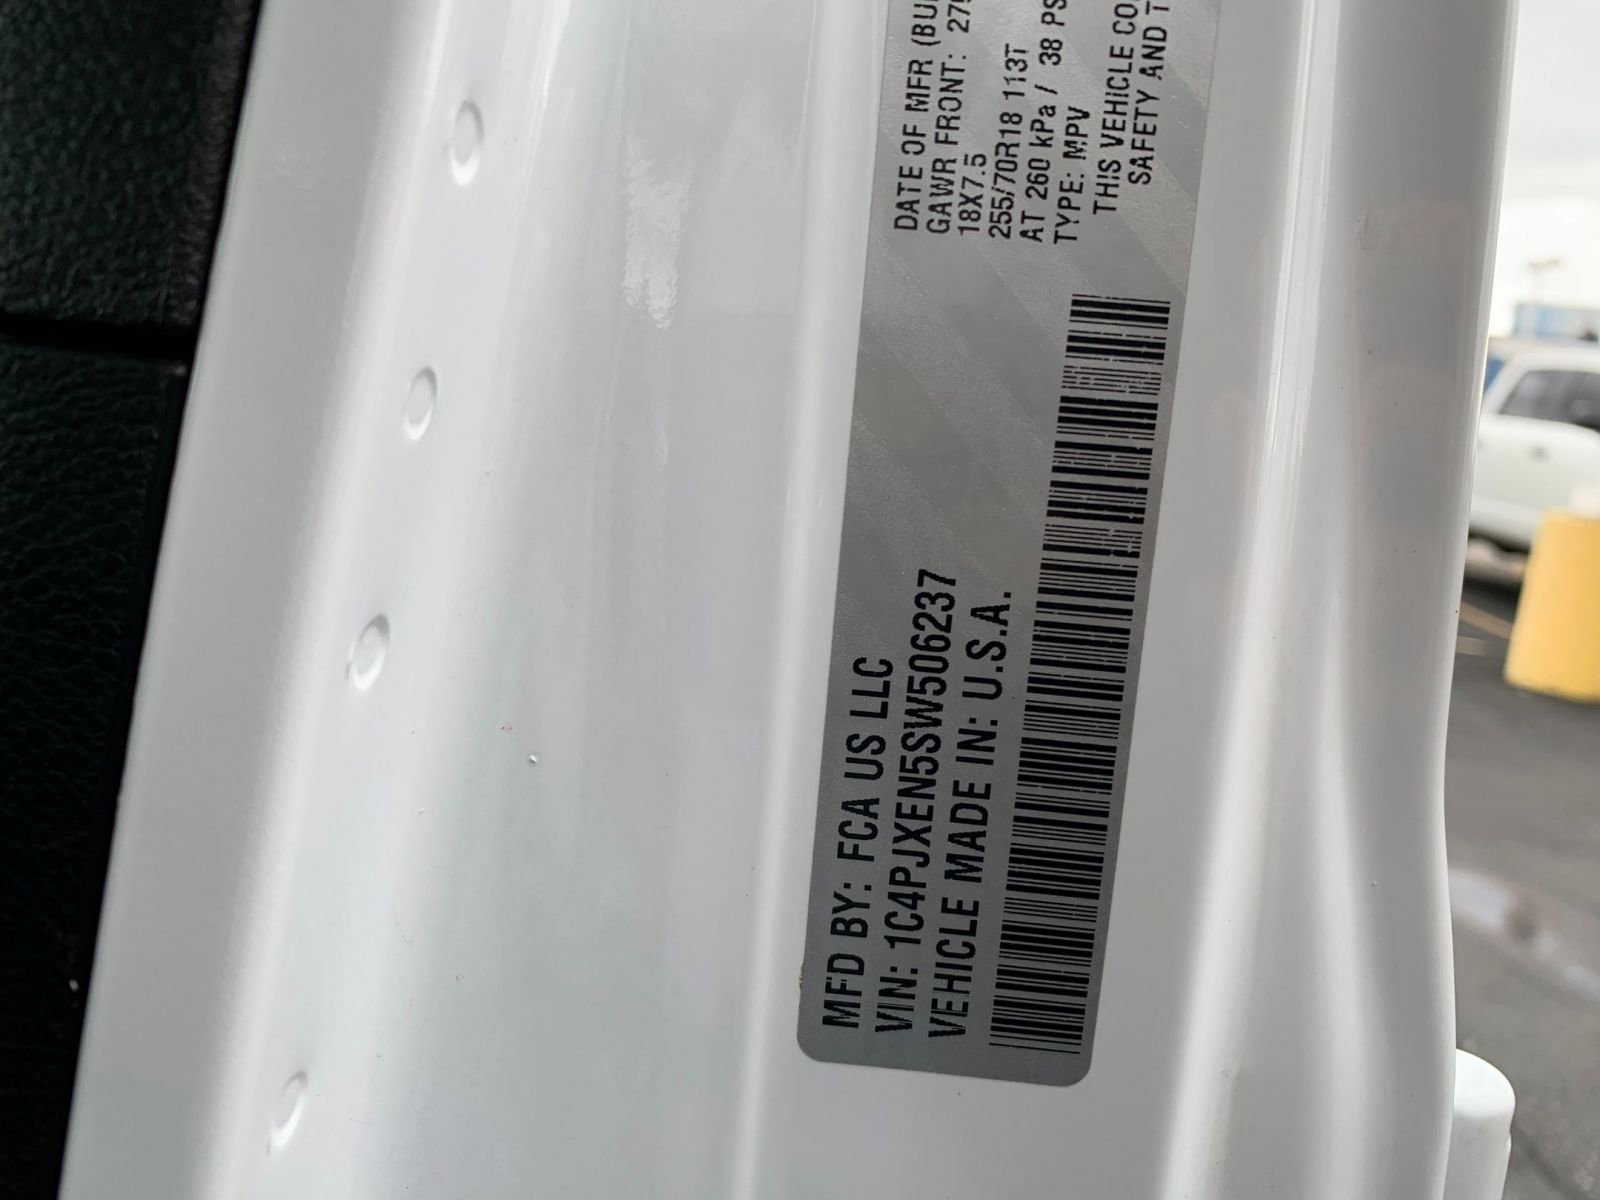 MFD BY: FCA US LLC
VIN: 1C4PJXEN5SW506237
VEHICLE MADE IN: U.S.A.
DATE OF MFR
GAWR FRONT:
18X7.5
255/70R18 113T
AT 260 kPa / 38
TYPE: MPV
THIS VEHICLE
SAFETY AND